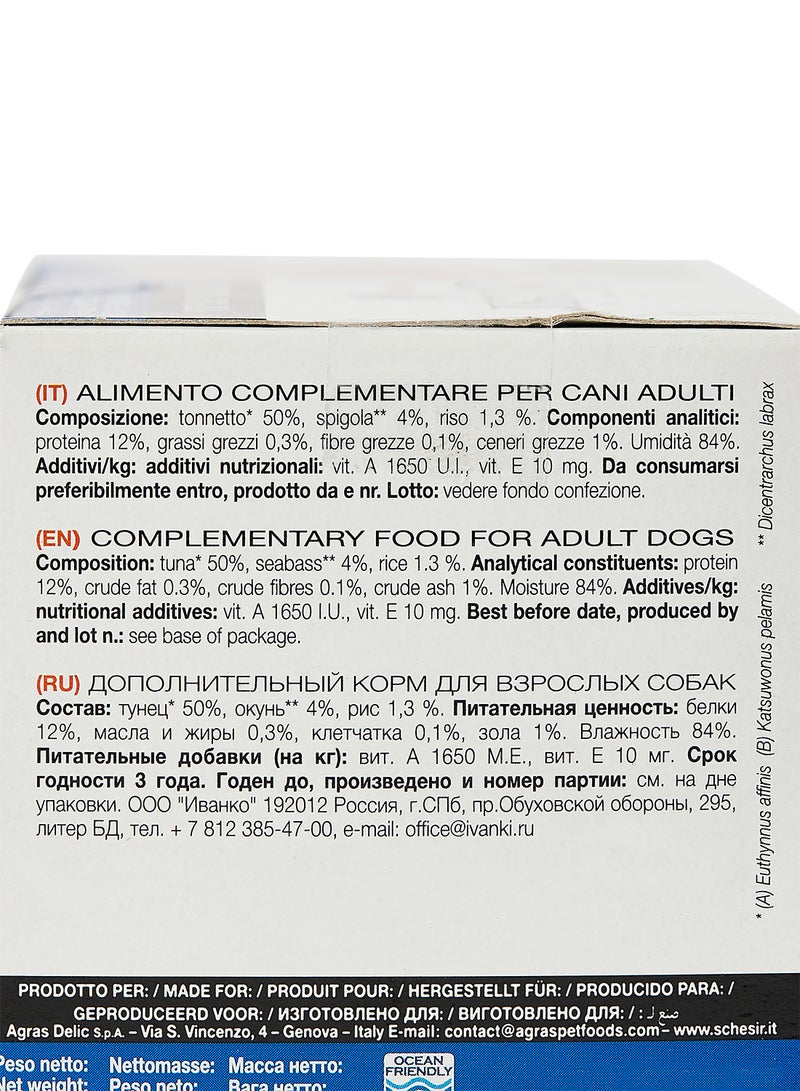 (IT) ALIMENTO COMPLEMENTARE PER CANI ADULTI
Composizione: tonnetto* 50%, spigola** 4%, riso 1,3 %. Componenti analitici:
proteina 12%, grassi grezzi 0,3%, fibre grezze 0,1%, ceneri grezze 1%. Umidità 84%.
Additivi/kg: additivi nutrizionali: vit. A 1650 U.I., vit. E 10 mg. Da consumarsi
preferibilmente entro, prodotto da e nr. Lotto: vedere fondo confezione.
(EN) COMPLEMENTARY FOOD FOR ADULT DOGS
Composition: tuna* 50%, seabass** 4%, rice 1.3 %. Analytical constituents: protein
12%, crude fat 0.3%, crude fibres 0.1%, crude ash 1%. Moisture 84%. Additives/kg:
nutritional additives: vit. A 1650 I.U., vit. E 10 mg. Best before date, produced by
and lot n.: see base of package.
(RU) ДОПОЛНИТЕЛЬНЫЙ КОРМ ДЛЯ ВЗРОСЛЫХ СОБАК
Состав: тунец* 50%, окунь** 4%, рис 1,3 %. Питательная ценность: белки
12%, масла и жиры 0,3%, клетчатка 0,1%, зола 1%. Влажность 84%.
Питательные добавки (на кг): вит. А 1650 М.Е., вит. Е 10 мг. Срок
годности 3 года. Годен до, произведено и номер партии: см. на дне
упаковки. ООО "Иванко" 192012 Россия, г.СПб, пр.Обуховской обороны, 295,
литер БД, тел. + 7 812 385-47-00, e-mail: office@ivanki.ru
* (A) Euthynnus affinis (B) Katsuwonus pelamis ** Dicentrarchus labrax
PRODOTTO PER: / MADE FOR: / PRODUIT POUR: / HERGESTELLT FÜR: / PRODUCIDO PARA: /
GEPRODUCEERD VOOR: / ИЗГОТОВЛЕНО ДЛЯ: / ВИГОТОВЛЕНО ДЛЯ: / :
Agras Delic S.p.A. – Via S. Vincenzo, 4 – Genova – Italy E-mail: contact@agraspetfoods.com – www.schesir.it
Peso netto: Nettomasse: Масса нетто:
Net weight: Peso neto: Вага нетто:
OCEAN
FRIENDLY